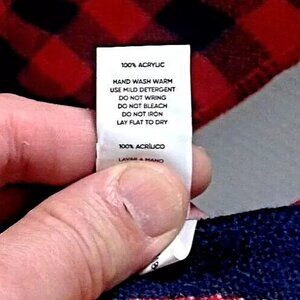 100% ACRYLIC
HAND WASH WARM
USE MILD DETERGENT
DO NOT WRING
DO NOT BLEACH
DO NOT IRON
LAY FLAT TO DRY
100% ACRÍLICO
LAVAR A MANO